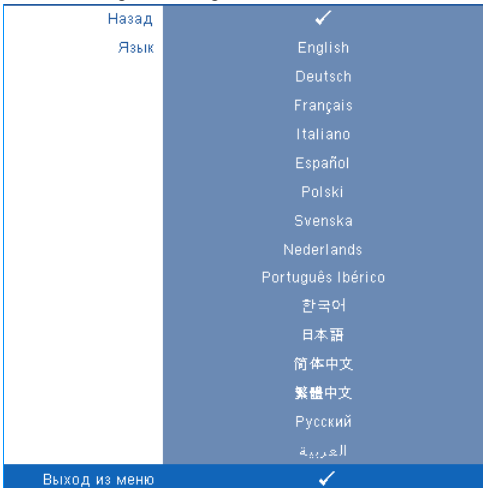 Назад ✓
Язык English
Deutsch
Français
Italiano
Español
Polski
Svenska
Nederlands
Português Ibérico
한국어
日本語
简体中文
繁體中文
Русский
العربية
Выход из меню ✓